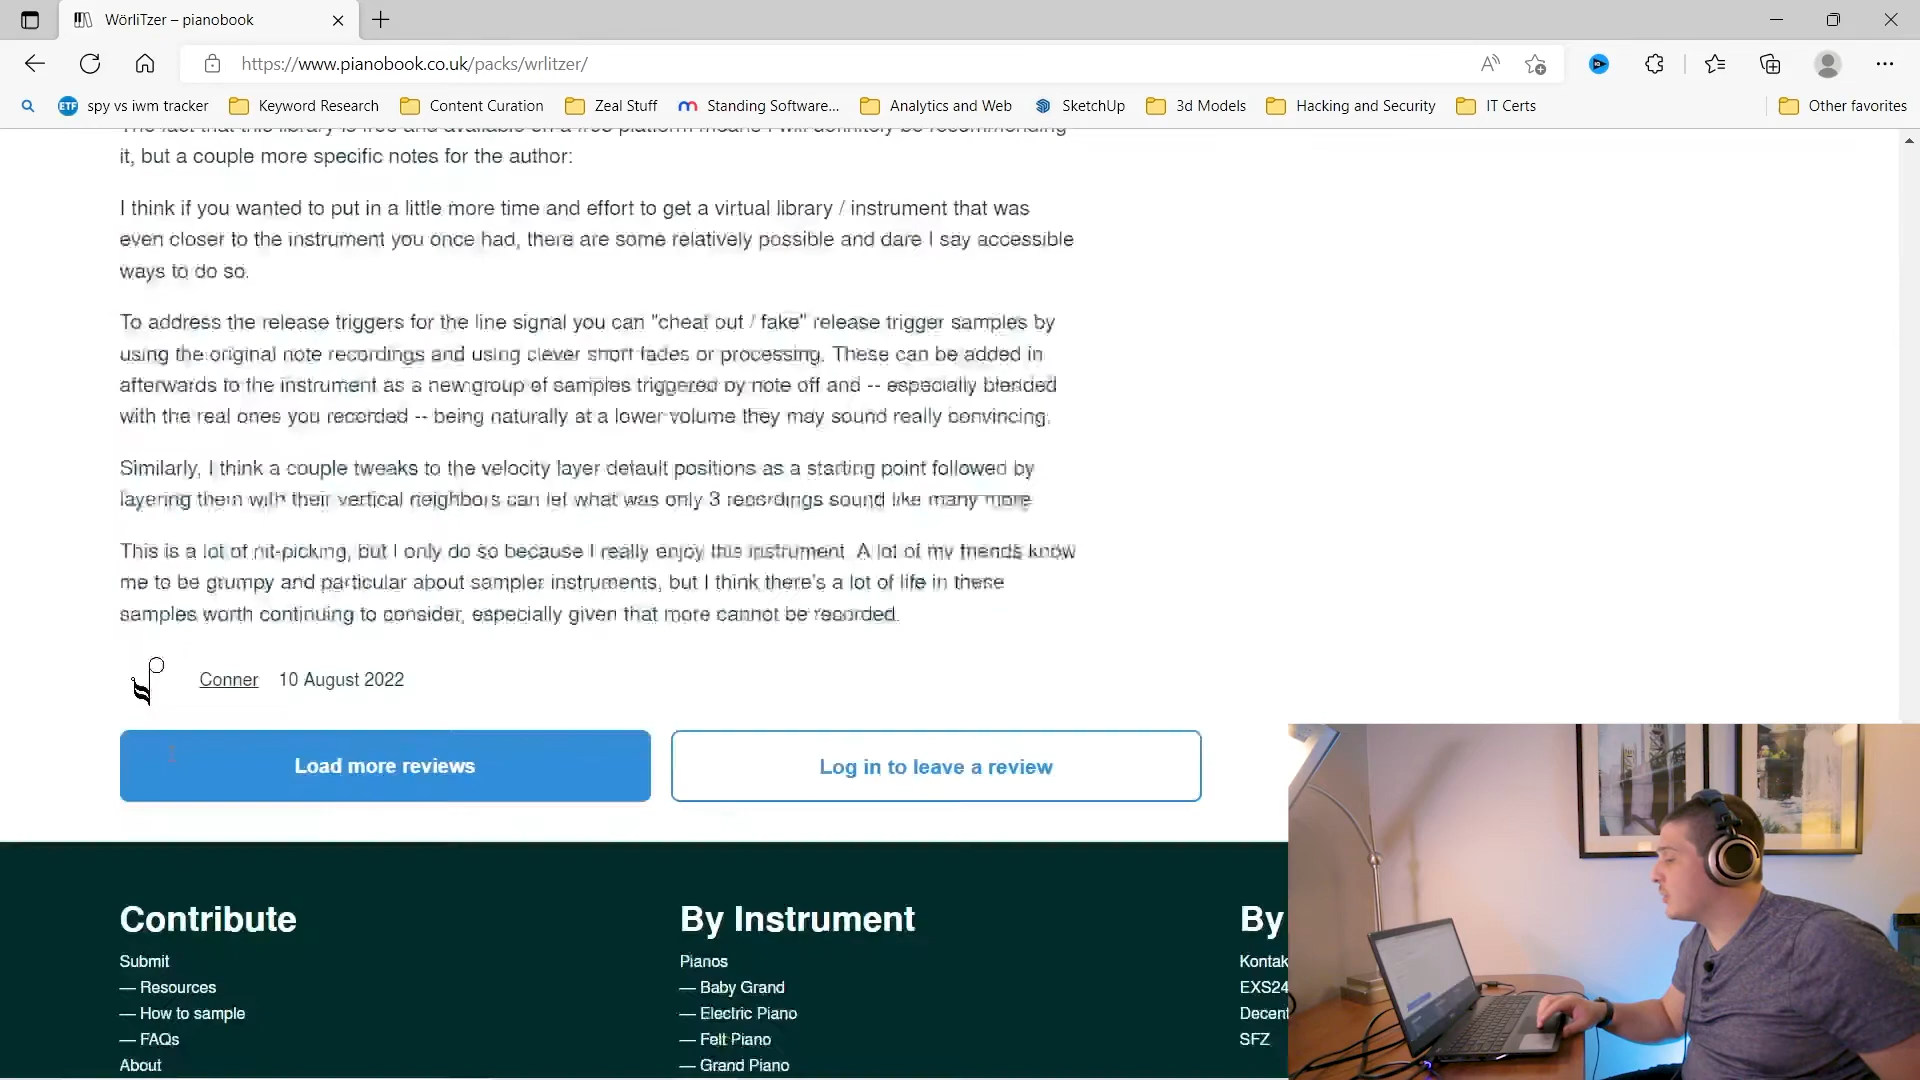 WörliTzer – pianobook
https://www.pianobook.co.uk/packs/wrlitzer/
ETF spy vs iwm tracker Keyword Research Content Curation Zeal Stuff Standing Software... Analytics and Web SketchUp 3d Models Hacking and Security IT Certs Other favorites
The fact that this library is free and available on a free platform means I will definitely be recommending
it, but a couple more specific notes for the author:
I think if you wanted to put in a little more time and effort to get a virtual library / instrument that was
even closer to the instrument you once had, there are some relatively possible and dare I say accessible
ways to do so.
To address the release triggers for the line signal you can "cheat out / fake" release trigger samples by
using the original note recordings and using clever short fades or processing. These can be added in
afterwards to the instrument as a new group of samples triggered by note off and -- especially blended
with the real ones you recorded -- being naturally at a lower volume they may sound really convincing.
Similarly, I think a couple tweaks to the velocity layer default positions as a starting point followed by
layering them with their vertical neighbors can let what was only 3 recordings sound like many more
This is a lot of nit-picking, but I only do so because I really enjoy this instrument. A lot of my friends know
me to be grumpy and particular about sampler instruments, but I think there's a lot of life in these
samples worth continuing to consider, especially given that more cannot be recorded.
Conner 10 August 2022
Load more reviews Log in to leave a review
Contribute
Submit
— Resources
— How to sample
— FAQs
About
By Instrument
Pianos
— Baby Grand
— Electric Piano
— Felt Piano
— Grand Piano
By
Kontak
EXS24
Decent
SFZ